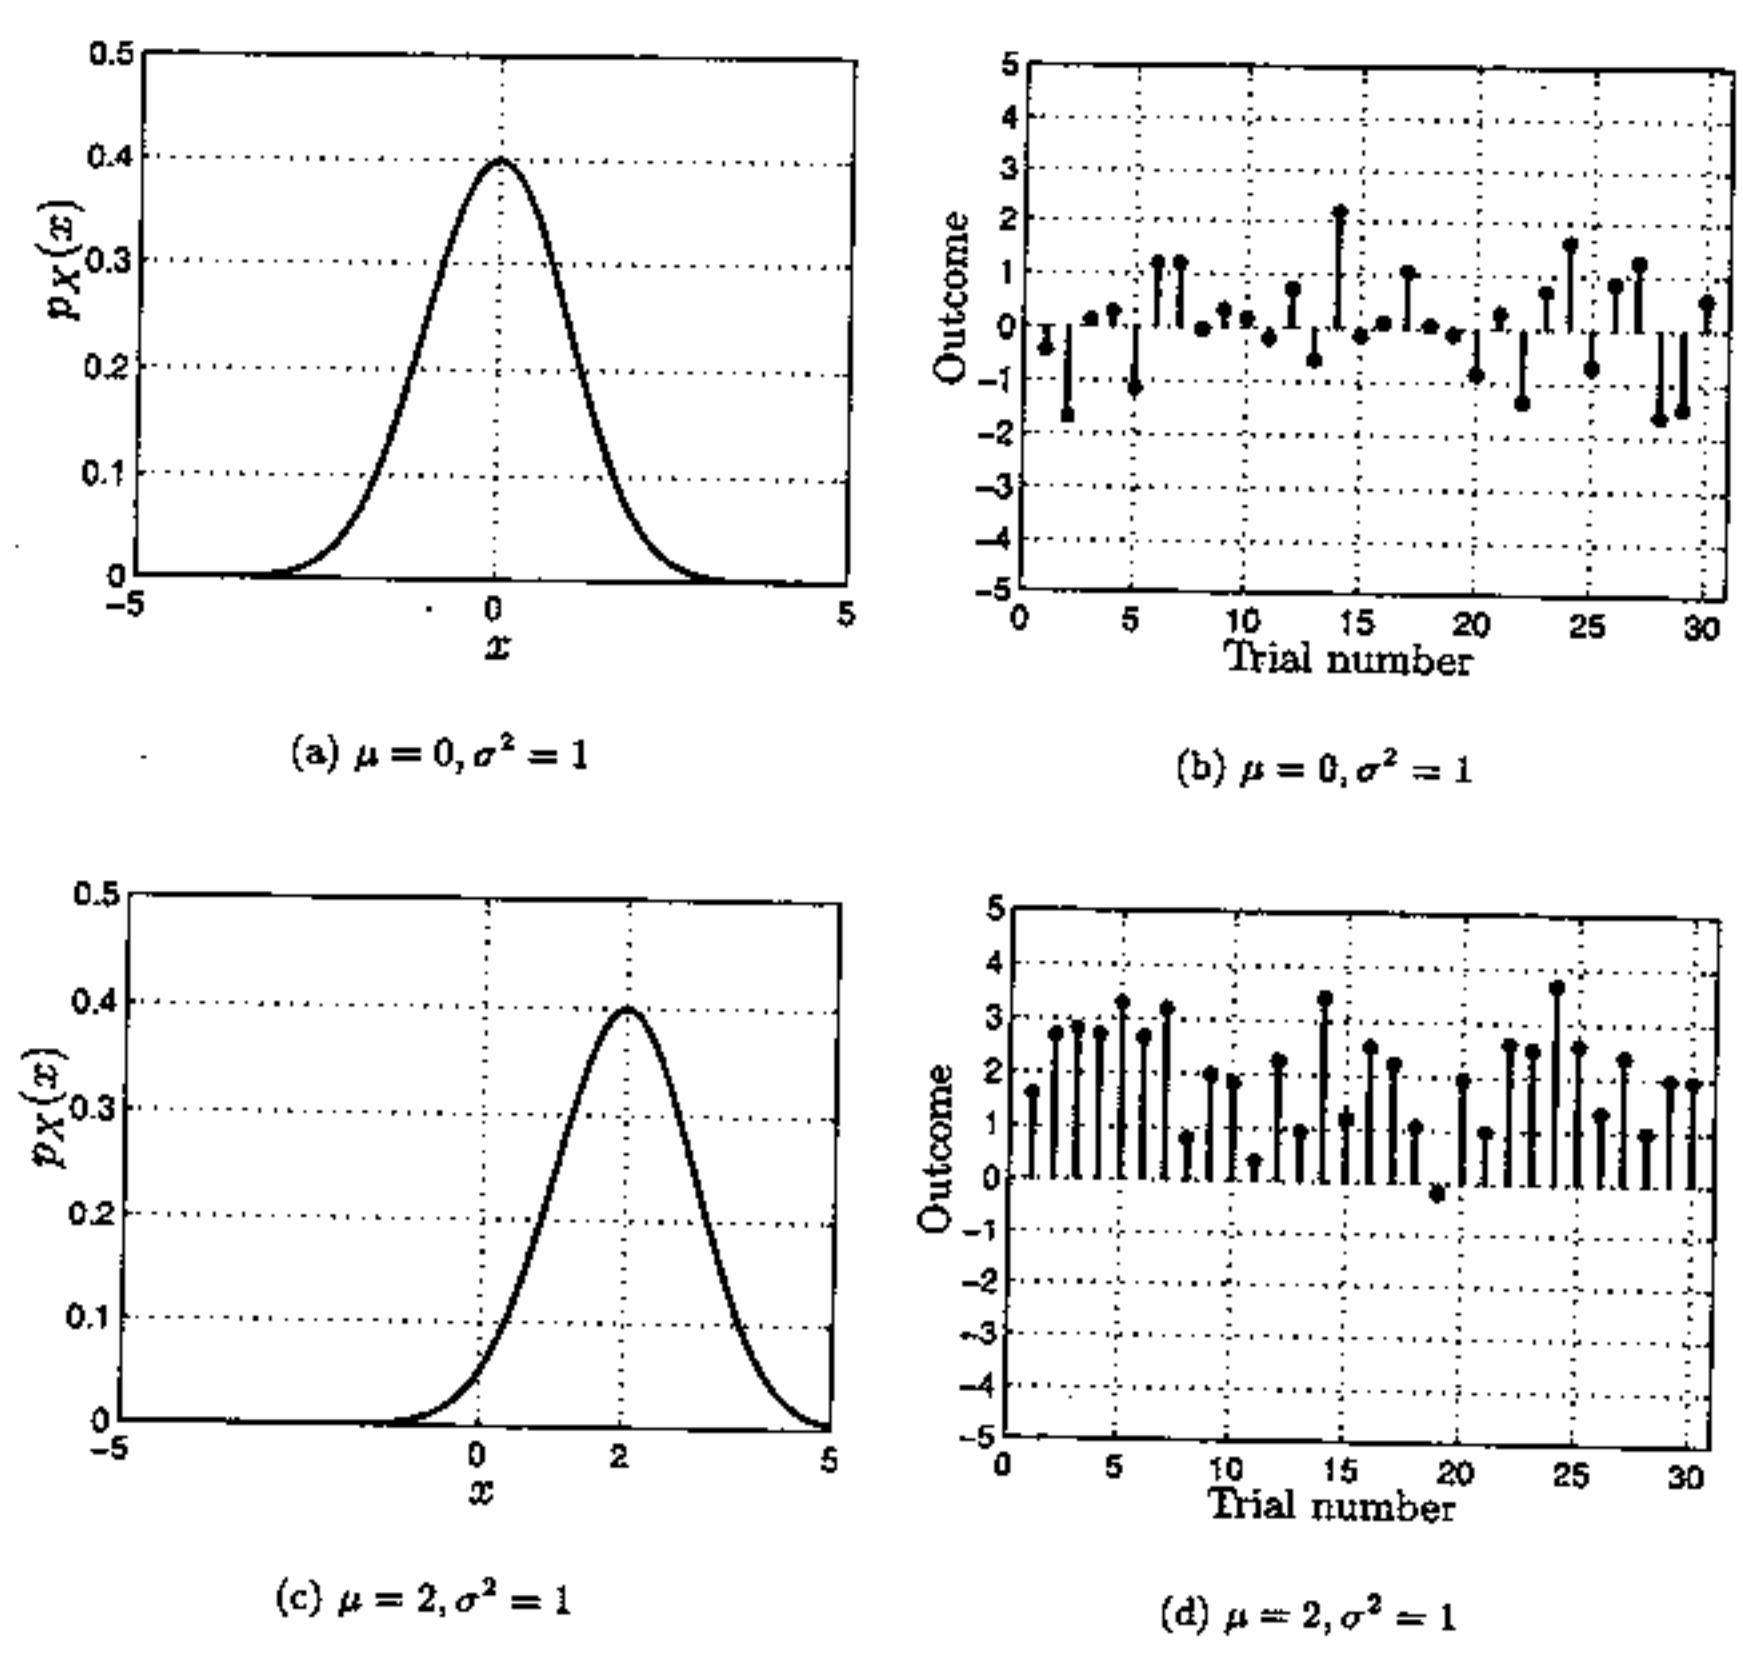 0.5
0.4
0.3
0.2
0.1
0
pX(x)
−5 0 5
x
(a) μ = 0, σ² = 1
5
4
3
2
1
0
−1
−2
−3
−4
−5
Outcome
0 5 10 15 20 25 30
Trial number
(b) μ = 0, σ² = 1
0.5
0.4
0.3
0.2
0.1
0
pX(x)
−5 0 2 5
x
(c) μ = 2, σ² = 1
5
4
3
2
1
0
−1
−2
−3
−4
−5
Outcome
0 5 10 15 20 25 30
Trial number
(d) μ = 2, σ² = 1